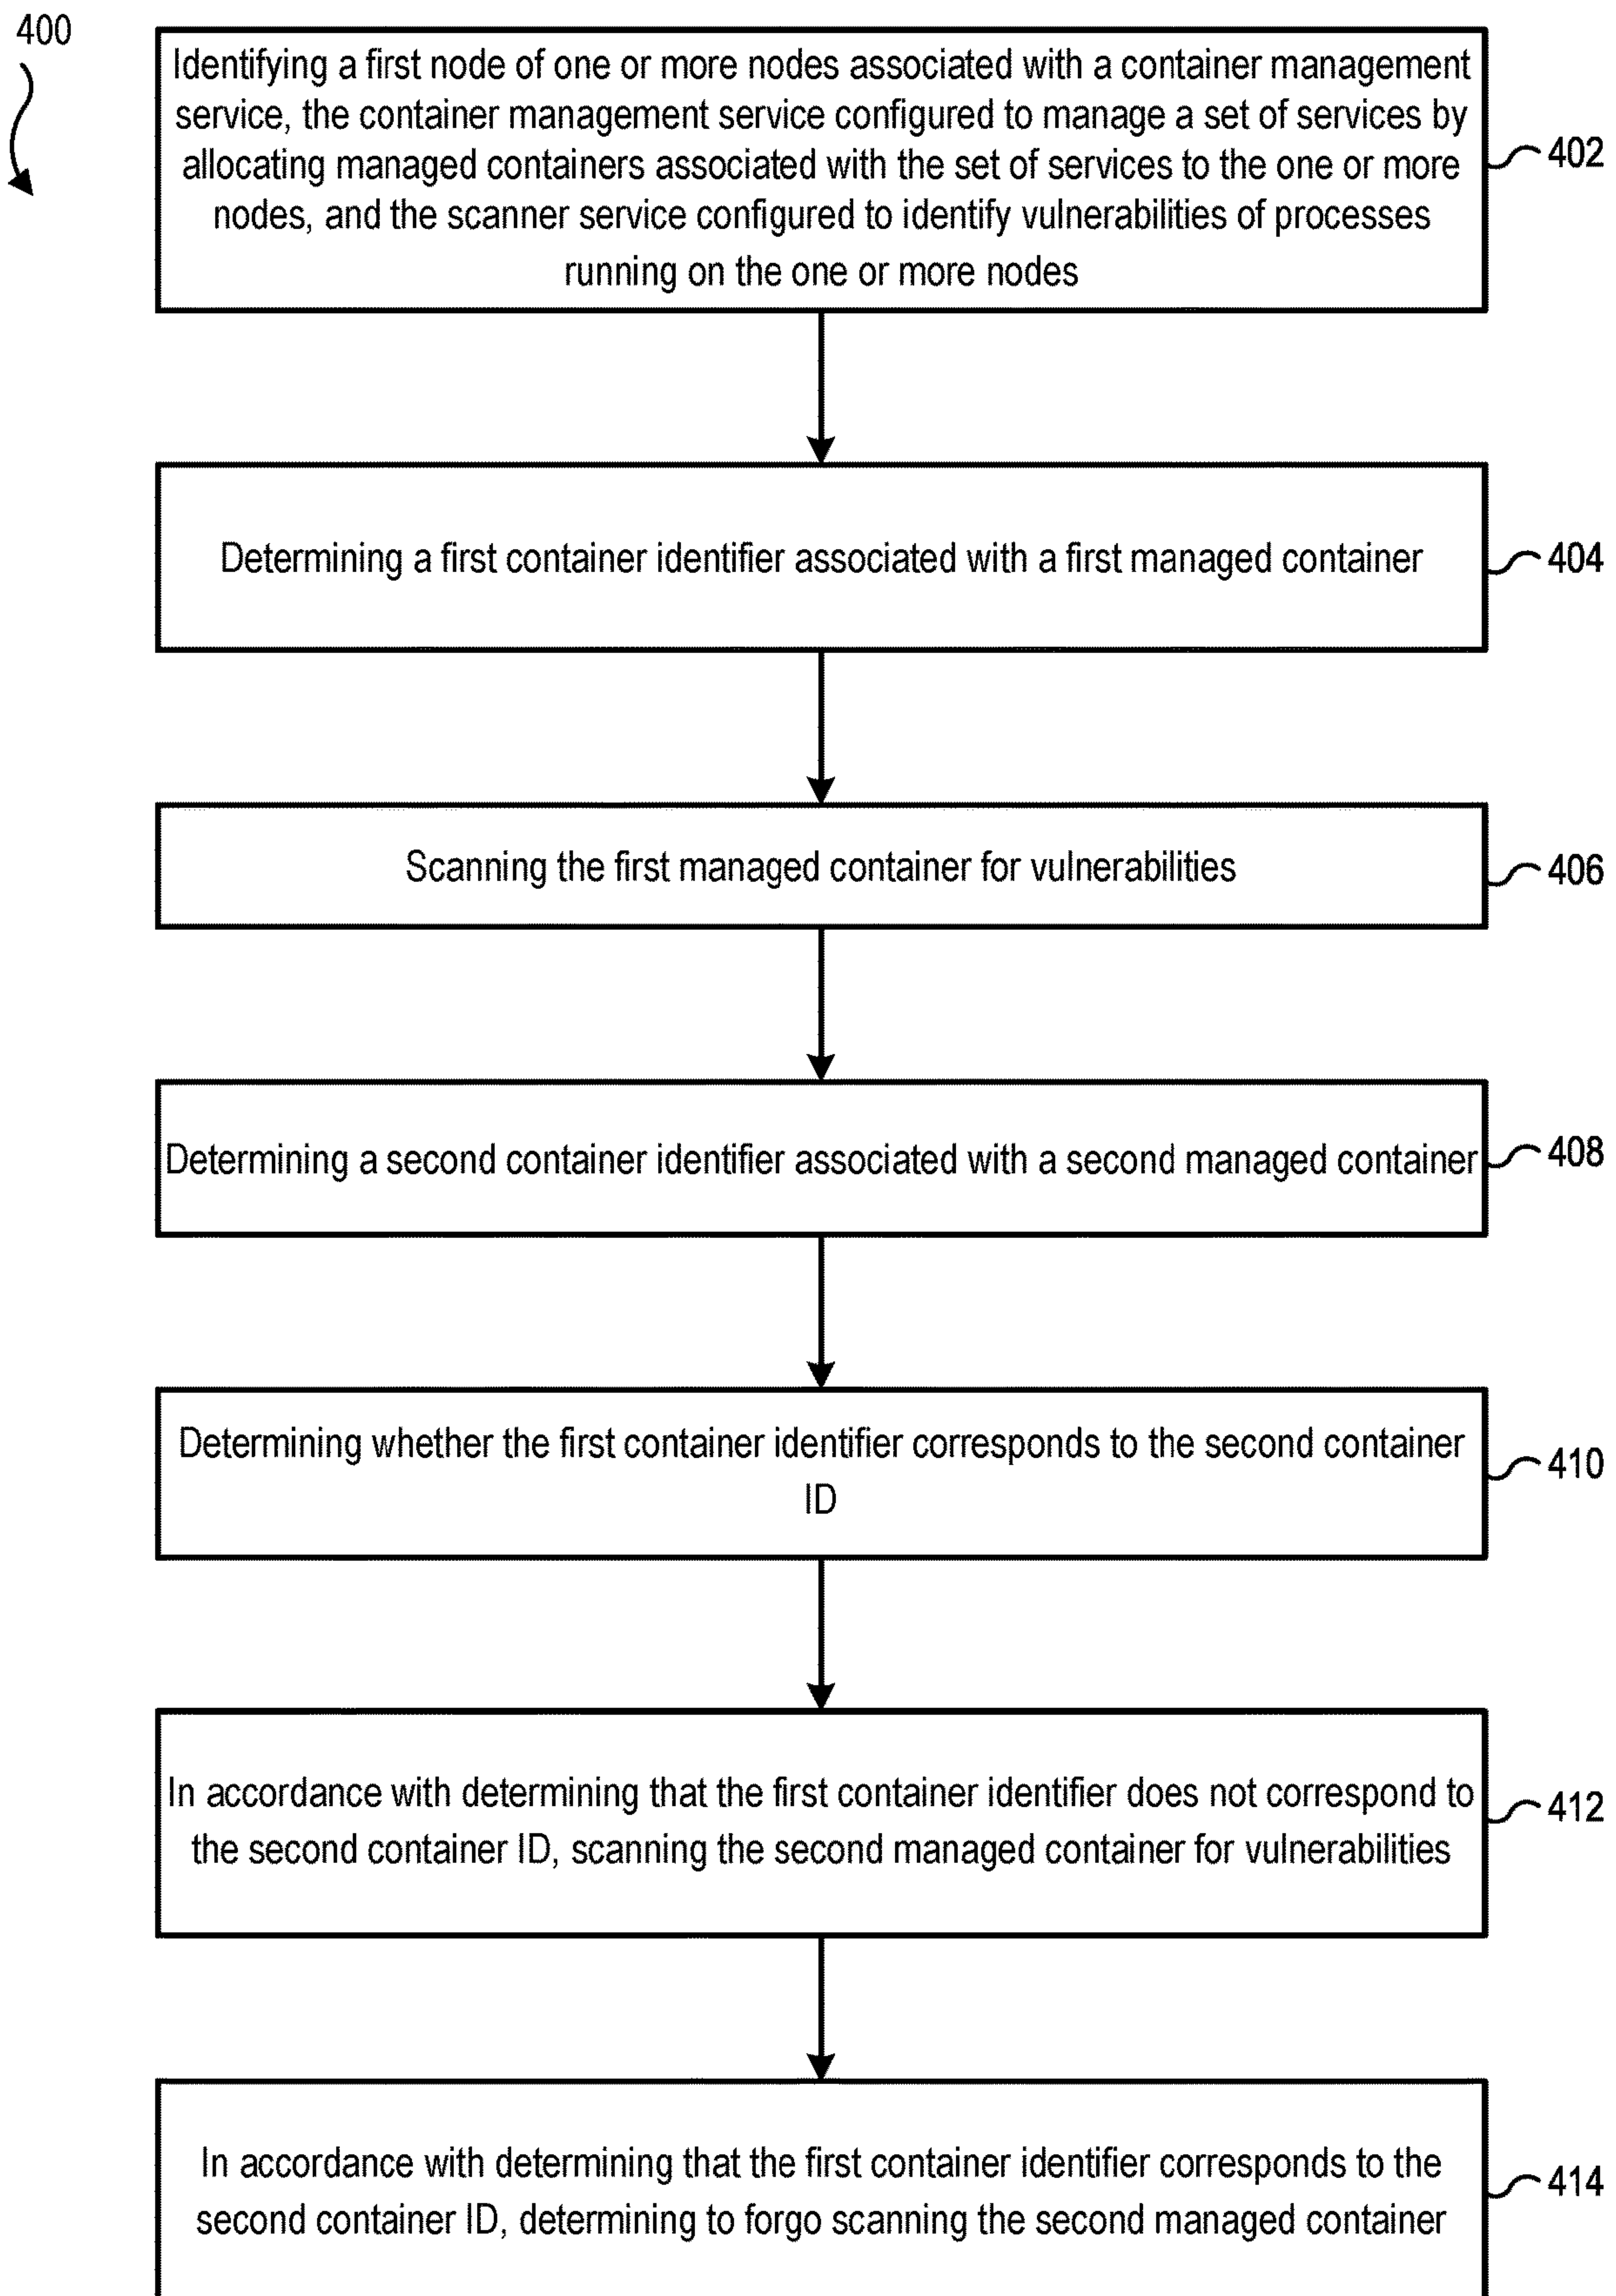 400
Identifying a first node of one or more nodes associated with a container management
service, the container management service configured to manage a set of services by
allocating managed containers associated with the set of services to the one or more
nodes, and the scanner service configured to identify vulnerabilities of processes
running on the one or more nodes
402
Determining a first container identifier associated with a first managed container
404
Scanning the first managed container for vulnerabilities
406
Determining a second container identifier associated with a second managed container
408
Determining whether the first container identifier corresponds to the second container
ID
410
In accordance with determining that the first container identifier does not correspond to
the second container ID, scanning the second managed container for vulnerabilities
412
In accordance with determining that the first container identifier corresponds to the
second container ID, determining to forgo scanning the second managed container
414